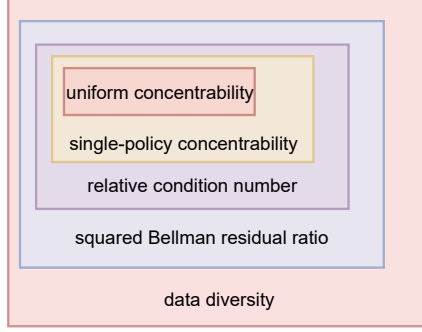 uniform concentrability
single-policy concentrability
relative condition number
squared Bellman residual ratio
data diversity